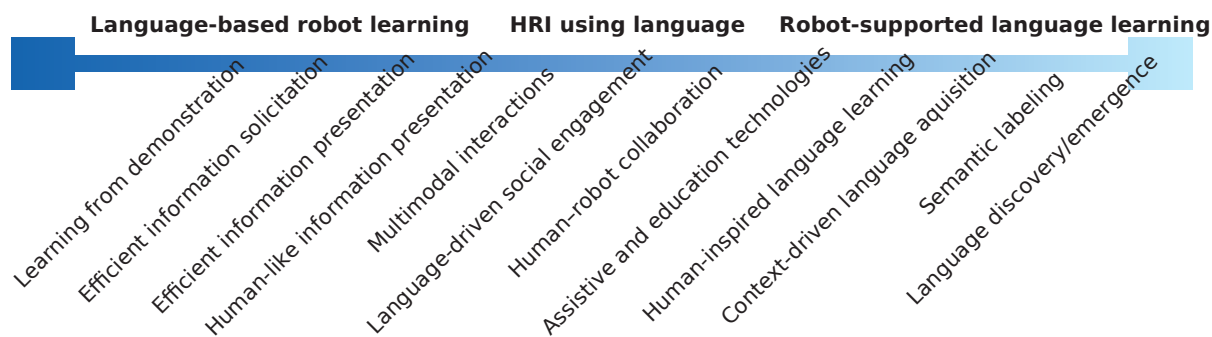 Language-based robot learning
HRI using language
Robot-supported language learning
Learning from demonstration
Efficient information solicitation
Efficient information presentation
Human-like information presentation
Multimodal interactions
Language-driven social engagement
Human–robot collaboration
Assistive and education technologies
Human-inspired language learning
Context-driven language aquisition
Semantic labeling
Language discovery/emergence